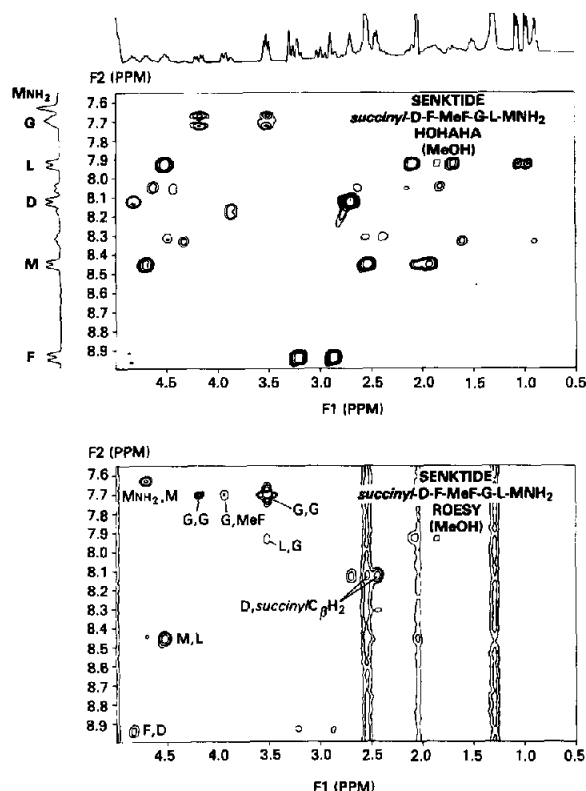 F2 (PPM)
MNH2
G
L
D
M
F
7.6
7.7
7.8
7.9
8.0
8.1
8.2
8.3
8.4
8.5
8.6
8.7
8.8
8.9
SENKTIDE
succinyl-D-F-MeF-G-L-MNH2
HOHAHA
(MeOH)
4.5 4.0 3.5 3.0 2.5 2.0 1.5 1.0 0.5
F1 (PPM)
F2 (PPM)
7.6
7.7
7.8
7.9
8.0
8.1
8.2
8.3
8.4
8.5
8.6
8.7
8.8
8.9
SENKTIDE
succinyl-D-F-MeF-G-L-MNH2
ROESY
(MeOH)
MNH2,M
G,G
G,MeF
G,G
L,G
D,succinylCβH2
M,L
F,D
4.5 4.0 3.5 3.0 2.5 2.0 1.5 1.0 0.5
F1 (PPM)